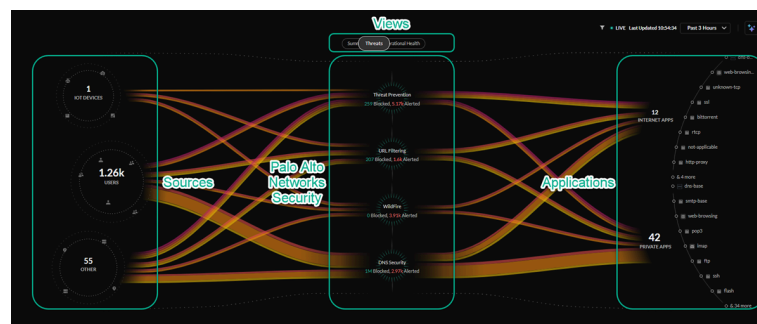 Views
LIVE Last Updated 10:54:34
Past 3 Hours
Threats
ational Health
Sources
1
IOT DEVICES
1.26k
USERS
55
OTHER
Palo Alto
Networks
Security
Threat Prevention
259 Blocked, 5.17k Alerted
URL Filtering
207 Blocked, 1.6k Alerted
WildFire
0 Blocked, 3.91k Alerted
DNS Security
Blocked, 2.97k Alerted
Applications
12
INTERNET APPS
42
PRIVATE APPS
web-browsin...
unknown-tcp
ssl
bittorrent
rtcp
not-applicable
http-proxy
& 4 more
dns-base
smtp-base
web-browsing
pop3
imap
ftp
ssh
flash
& 34 more